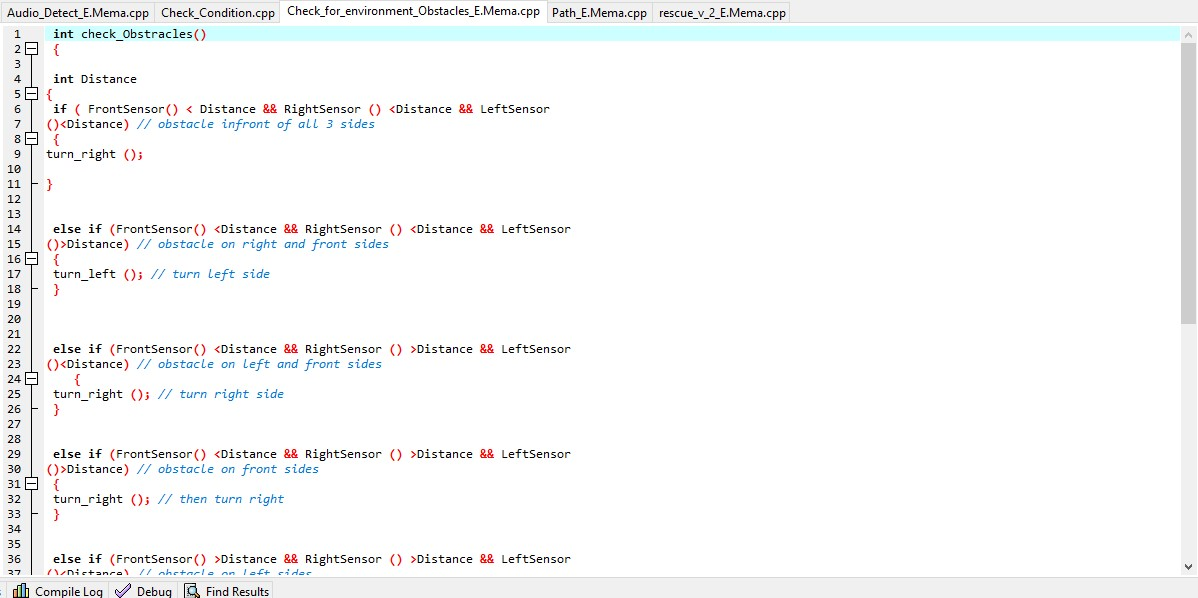 Audio_Detect_E.Mema.cpp Check_Condition.cpp Check_for_environment_Obstacles_E.Mema.cpp Path_E.Mema.cpp rescue_v_2_E.Mema.cpp
1 int check_Obstracles()
2 {
3
4 int Distance
5 {
6 if ( FrontSensor() < Distance && RightSensor () <Distance && LeftSensor
7 ()<Distance) // obstacle infront of all 3 sides
8 {
9 turn_right ();
10
11 }
12
13
14 else if (FrontSensor() <Distance && RightSensor () <Distance && LeftSensor
15 ()>Distance) // obstacle on right and front sides
16 {
17 turn_left (); // turn left side
18 }
19
20
21
22 else if (FrontSensor() <Distance && RightSensor () >Distance && LeftSensor
23 ()<Distance) // obstacle on left and front sides
24 {
25 turn_right (); // turn right side
26 }
27
28
29 else if (FrontSensor() <Distance && RightSensor () >Distance && LeftSensor
30 ()>Distance) // obstacle on front sides
31 {
32 turn_right (); // then turn right
33 }
34
35
36 else if (FrontSensor() >Distance && RightSensor () >Distance && LeftSensor
37 ()<Distance) // obstacle on left sides
Compile Log Debug Find Results